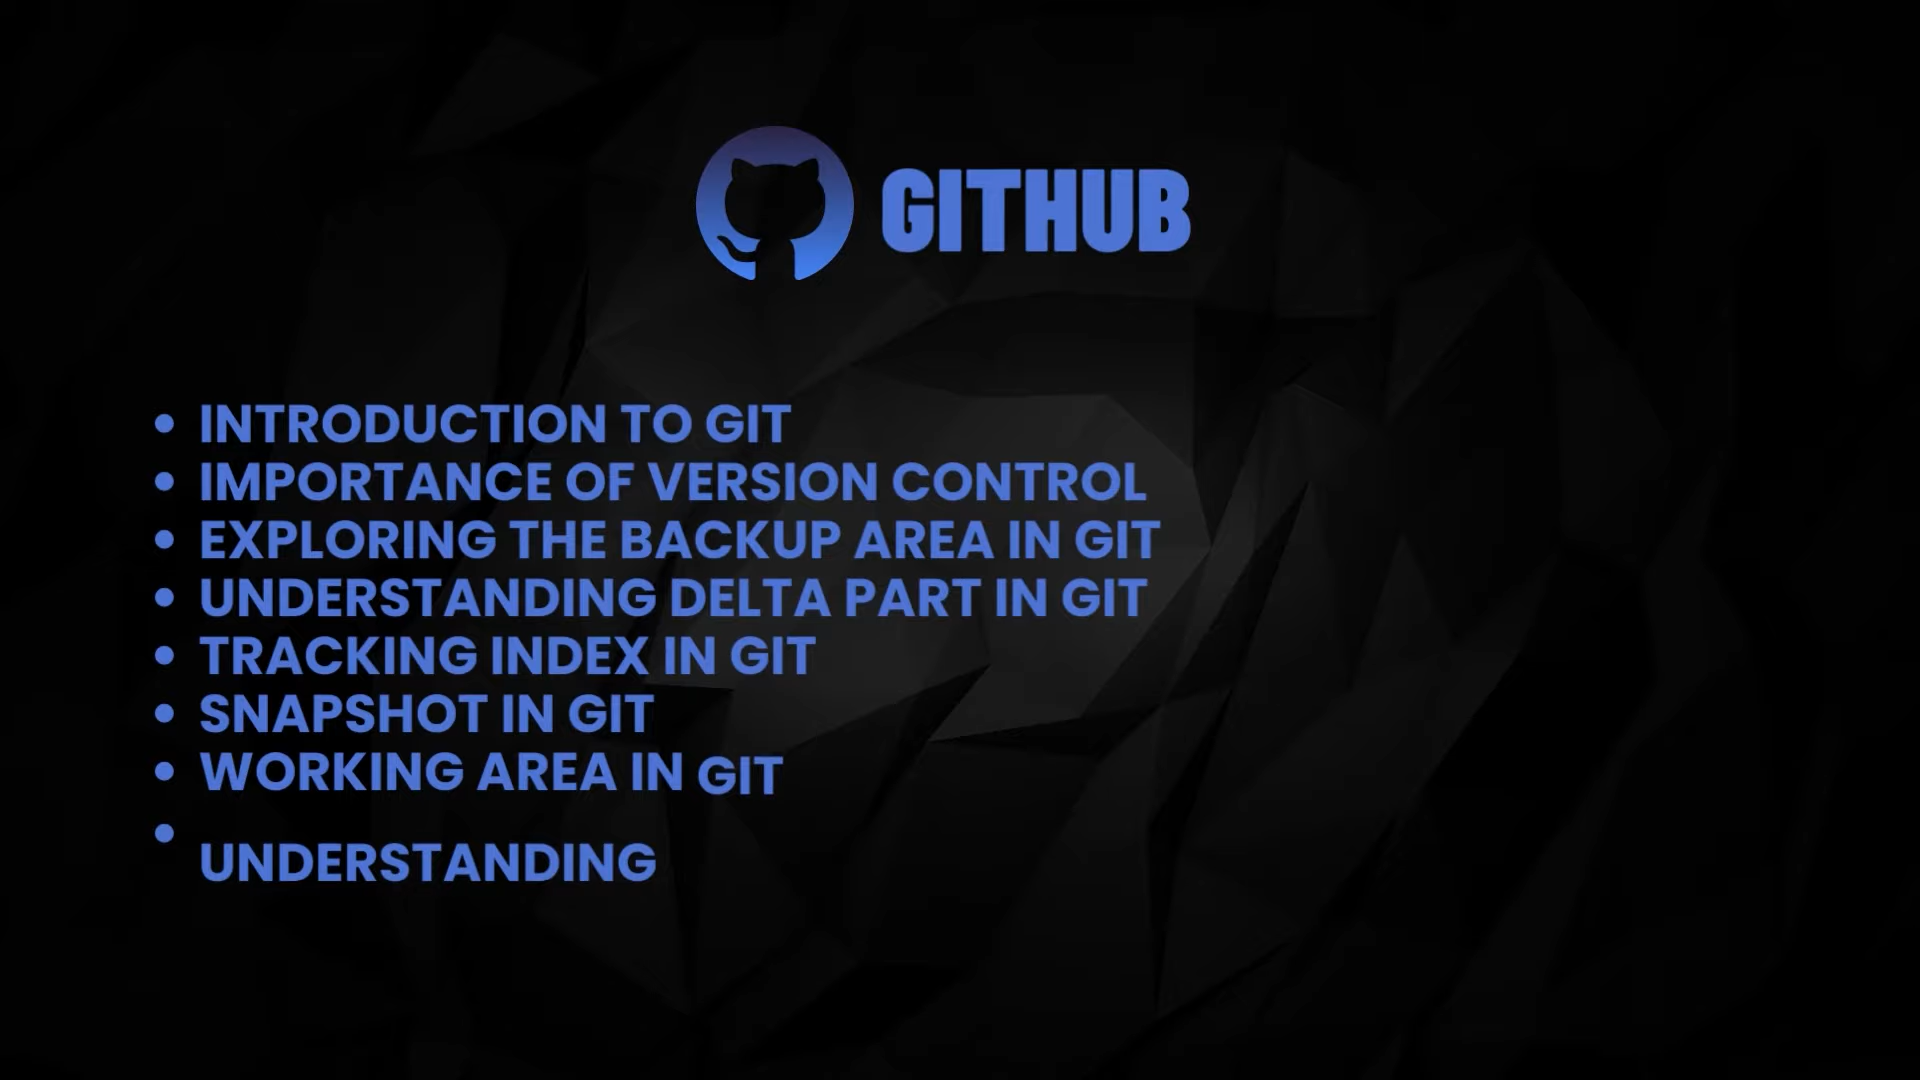 GITHUB
• INTRODUCTION TO GIT
• IMPORTANCE OF VERSION CONTROL
• EXPLORING THE BACKUP AREA IN GIT
• UNDERSTANDING DELTA PART IN GIT
• TRACKING INDEX IN GIT
• SNAPSHOT IN GIT
• WORKING AREA IN GIT
• UNDERSTANDING